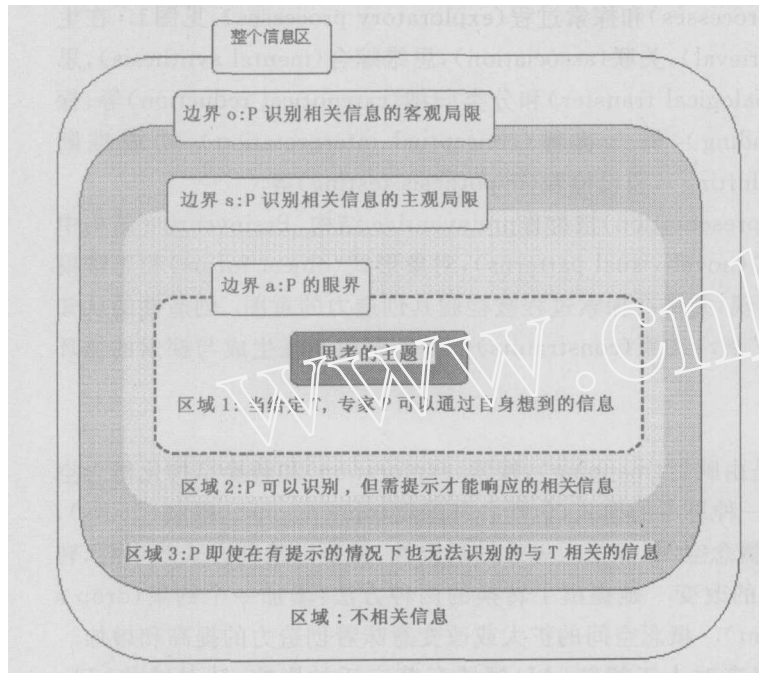 整个信息区
边界 o:P 识别相关信息的客观局限
边界 s:P 识别相关信息的主观局限
边界 a:P 的眼界
思考的主题
区域 1: 当给定 T, 专家 P 可以通过自身想到的信息
区域 2:P 可以识别, 但需提示才能响应的相关信息
区域 3:P 即使在有提示的情况下也无法识别的与 T 相关的信息
区域: 不相关信息
www.cn